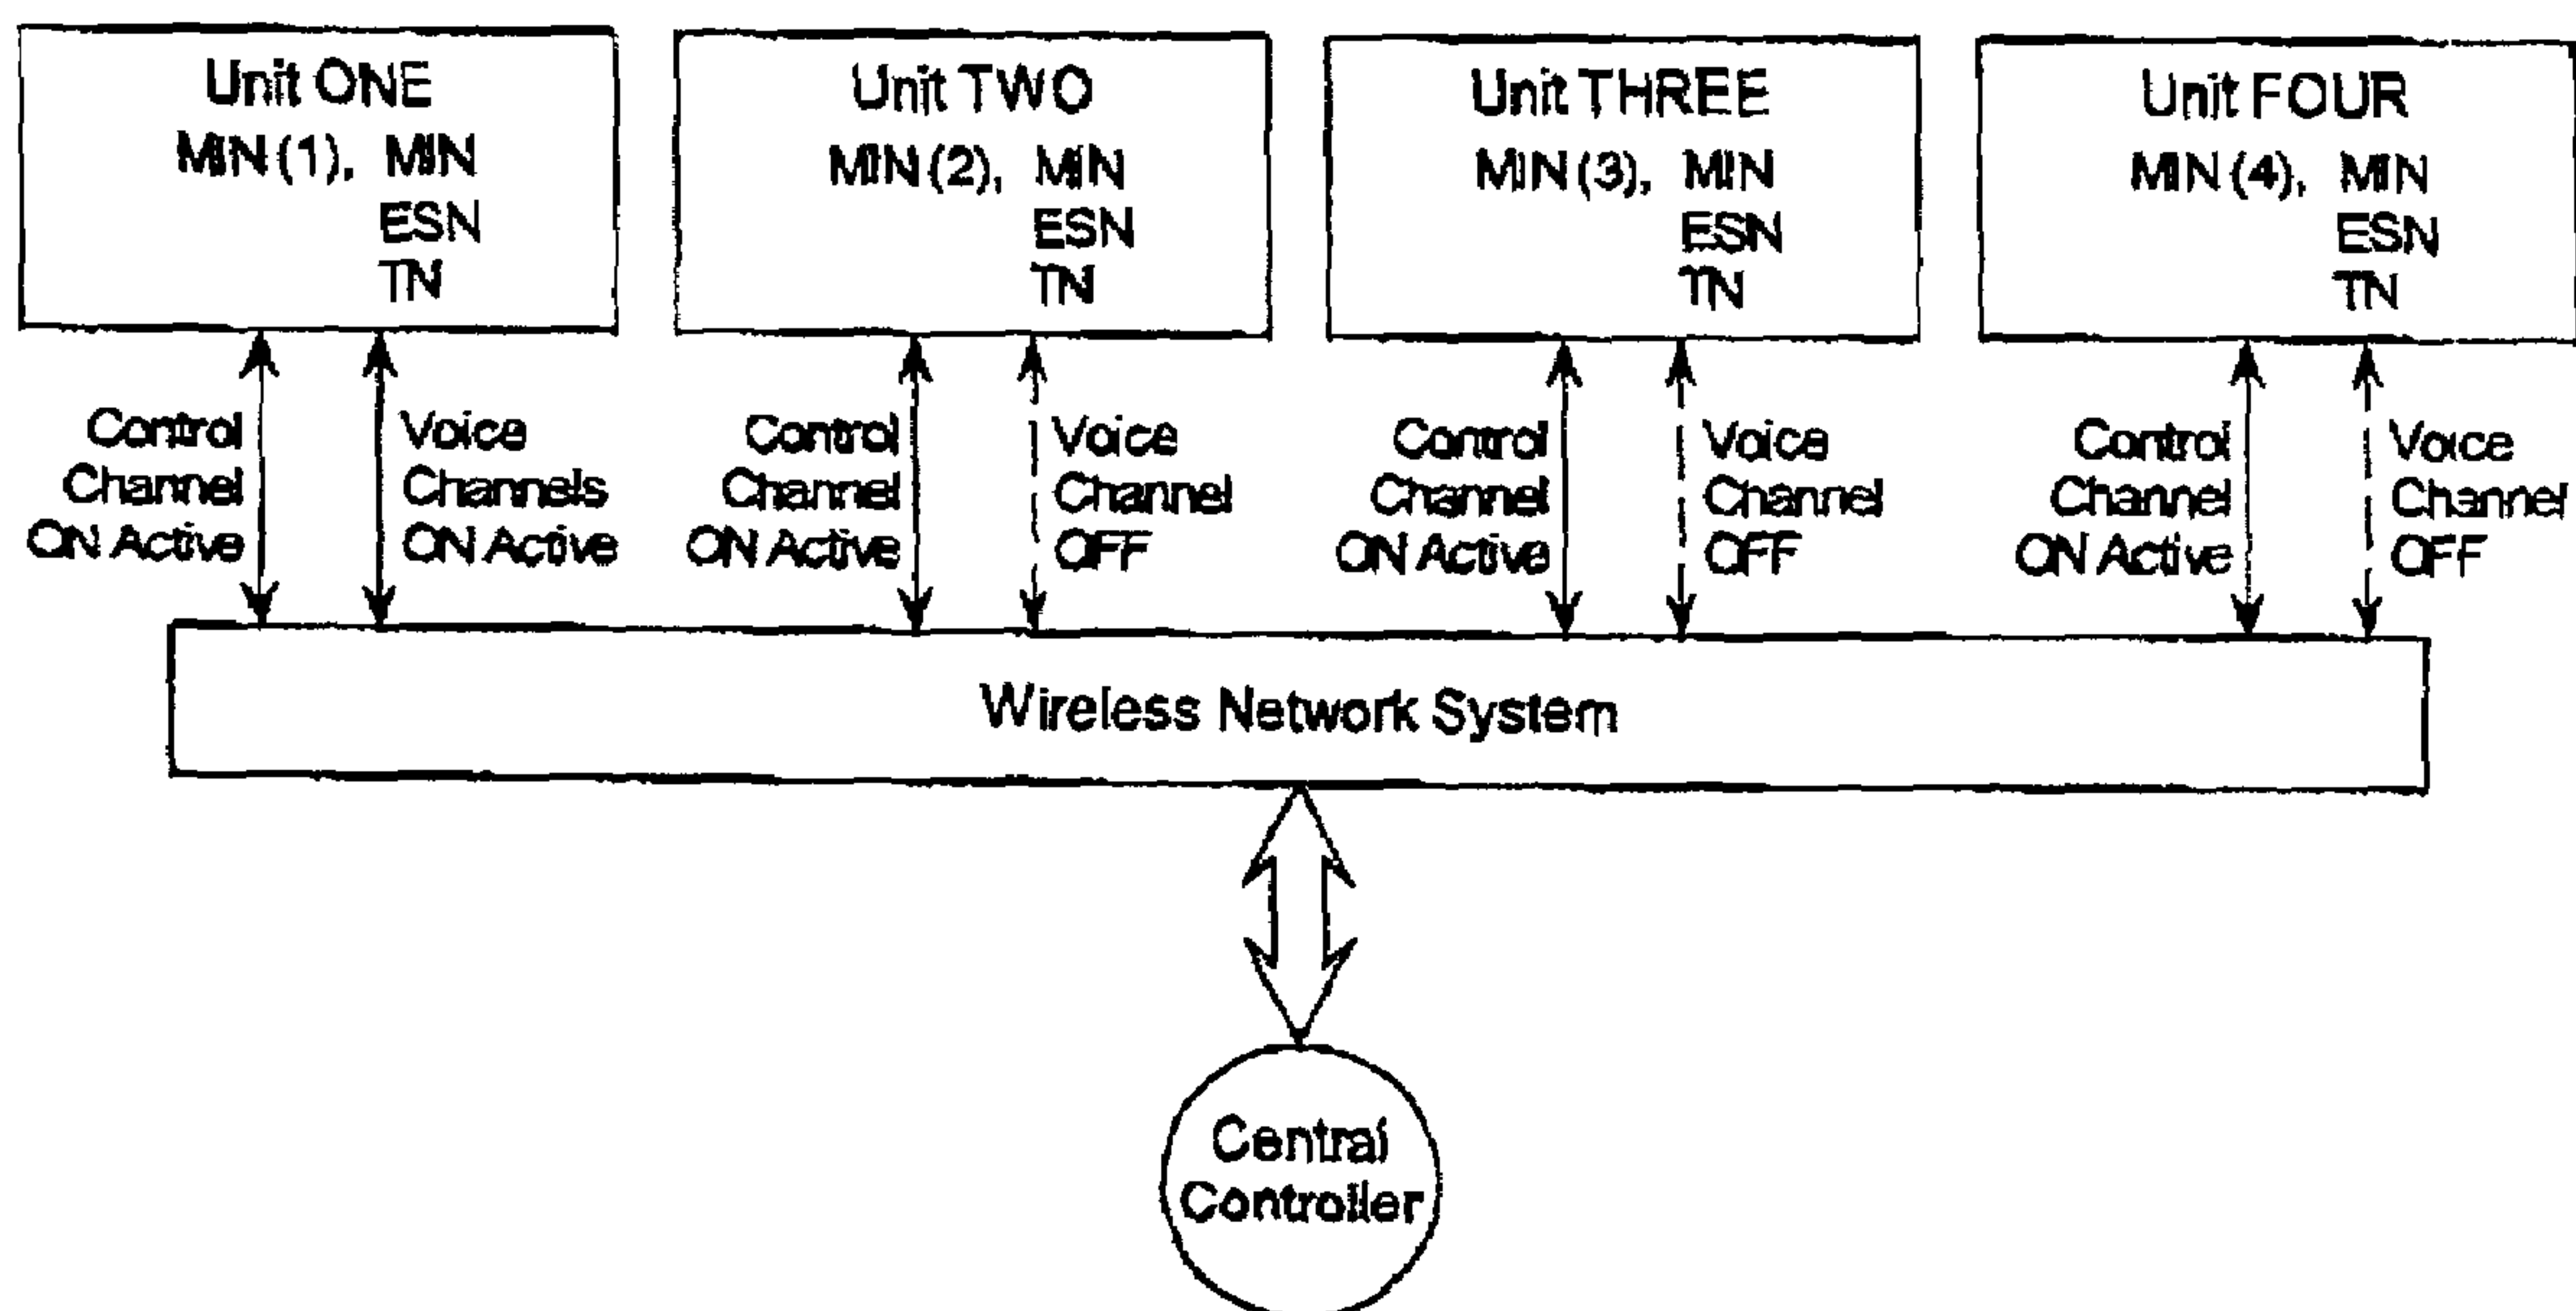 Unit ONE
MIN (1), MIN
ESN
TN
Unit TWO
MIN (2), MIN
ESN
TN
Unit THREE
MIN (3), MIN
ESN
TN
Unit FOUR
MIN (4), MIN
ESN
TN
Control
Channel
ON Active
Voice
Channels
ON Active
Control
Channel
ON Active
Voice
Channel
OFF
Control
Channel
ON Active
Voice
Channel
OFF
Control
Channel
ON Active
Voice
Channel
OFF
Wireless Network System
Central
Controller